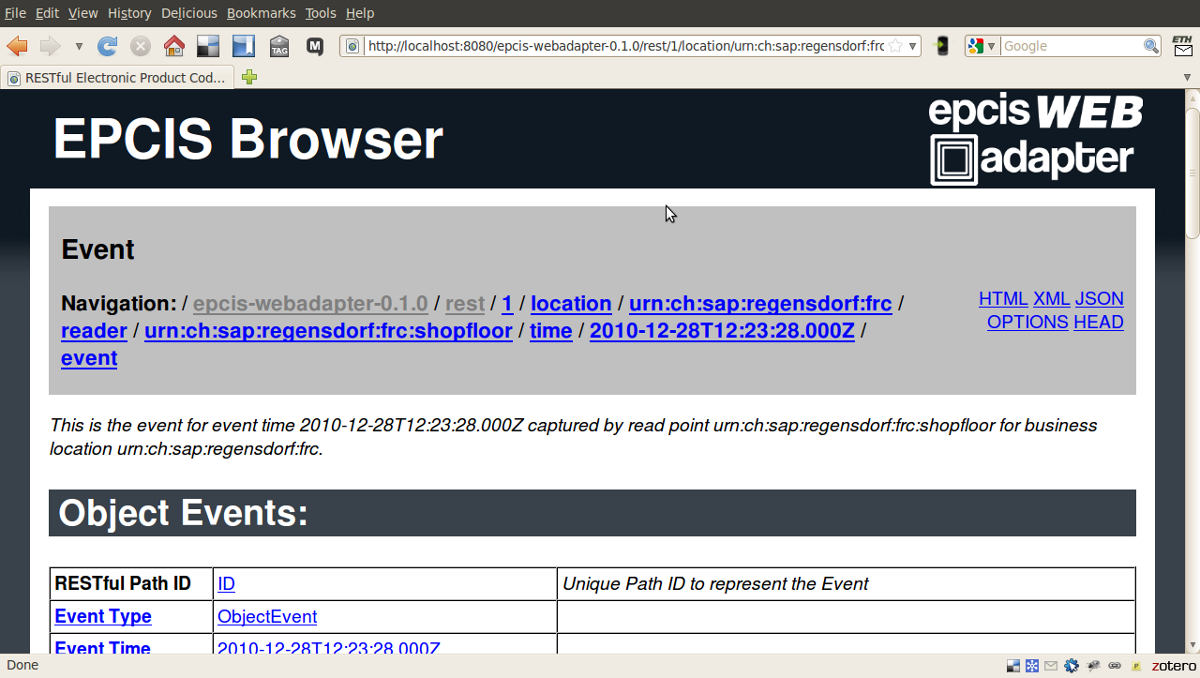 File Edit View History Delicious Bookmarks Tools Help
TAG M http://localhost:8080/epcis-webadapter-0.1.0/rest/1/location/urn:ch:sap:regensdorf:frc Google ETH
RESTful Electronic Product Cod...
EPCIS Browser
epcis WEB
adapter
Event
Navigation: / epcis-webadapter-0.1.0 / rest / 1 / location / urn:ch:sap:regensdorf:frc /
reader / urn:ch:sap:regensdorf:frc:shopfloor / time / 2010-12-28T12:23:28.000Z /
event
HTML XML JSON
OPTIONS HEAD
This is the event for event time 2010-12-28T12:23:28.000Z captured by read point urn:ch:sap:regensdorf:frc:shopfloor for business
location urn:ch:sap:regensdorf:frc.
Object Events:
RESTful Path ID ID Unique Path ID to represent the Event
Event Type ObjectEvent
Event Time 2010-12-28T12:23:28.000Z
Done zotero